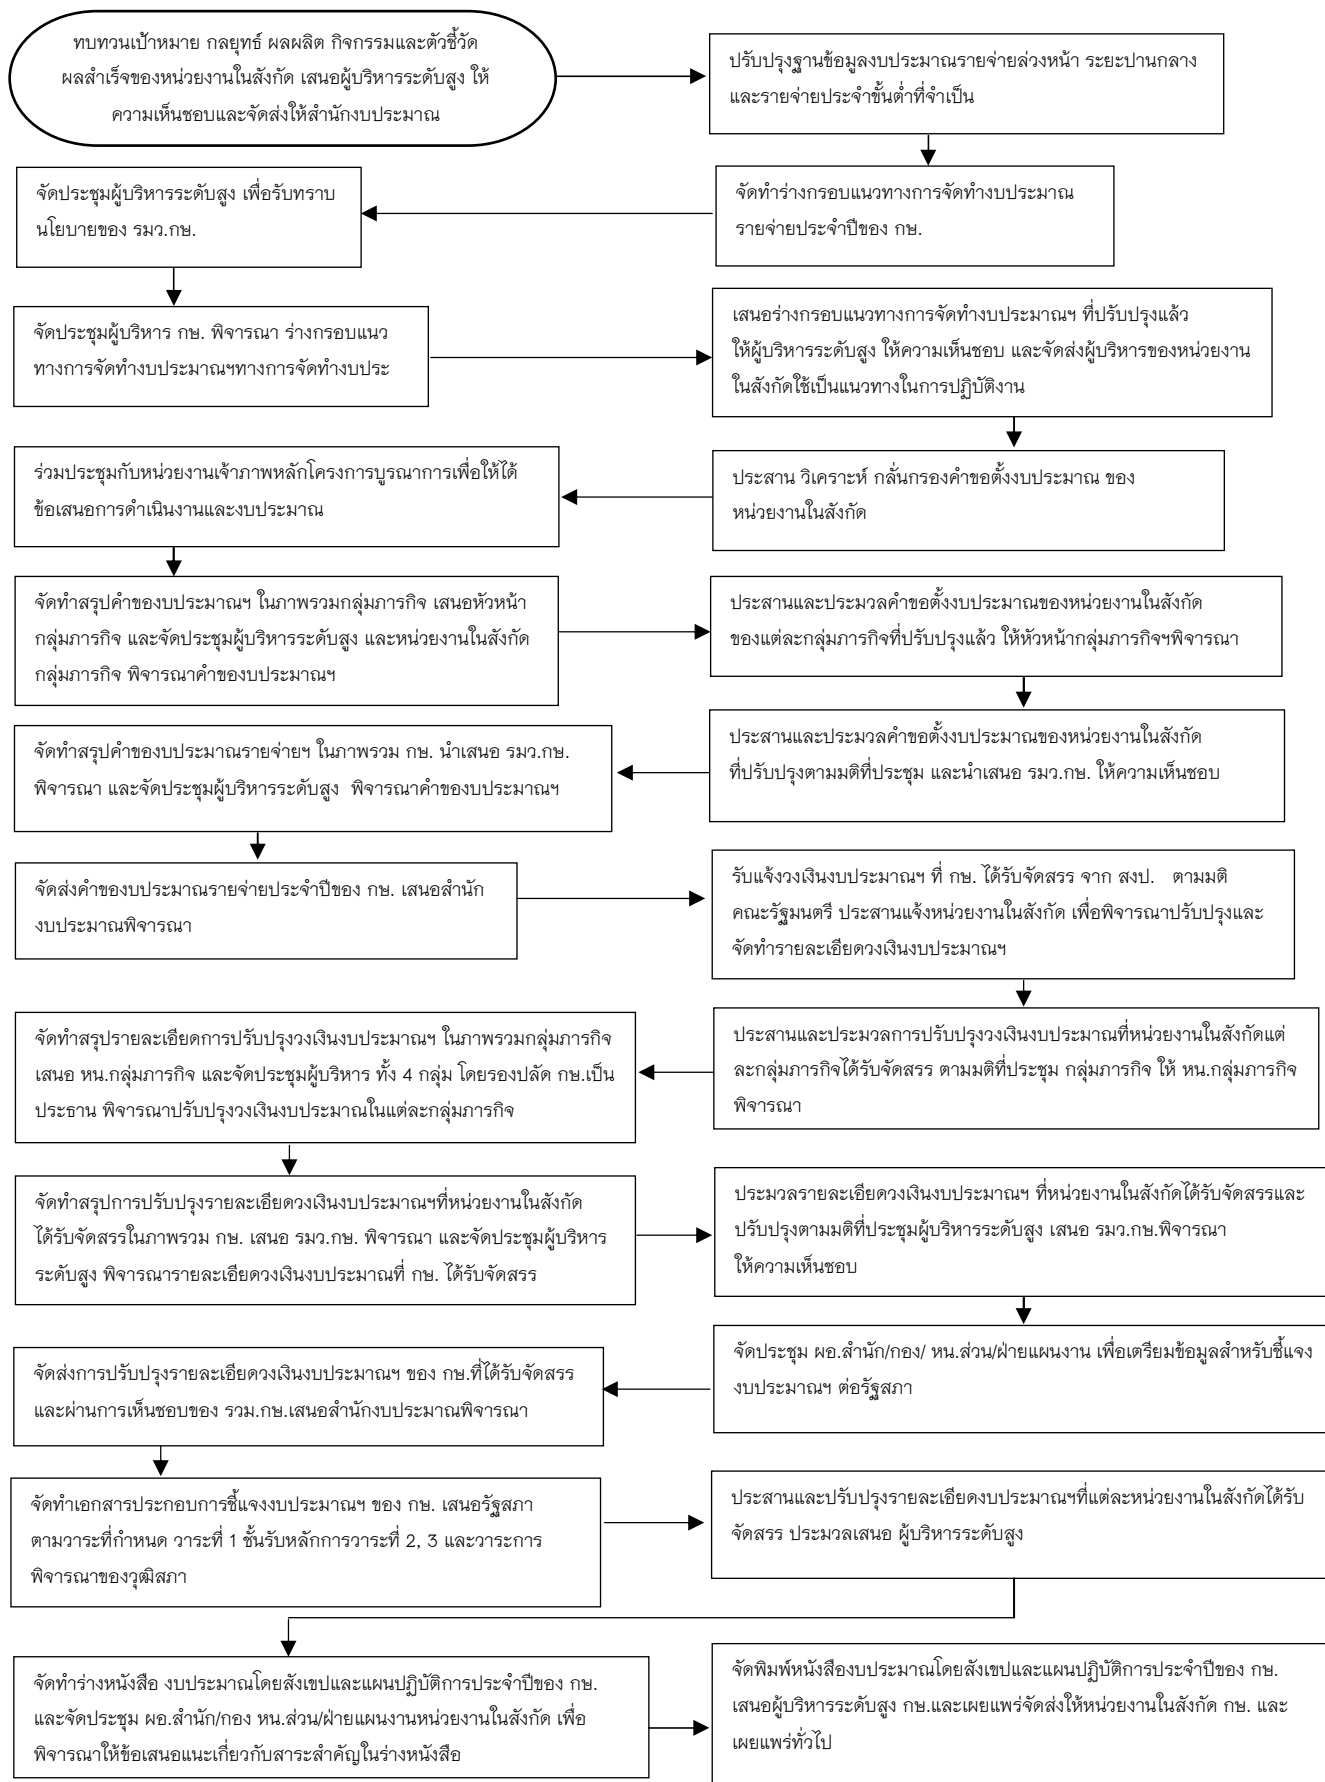 ทบทวนเป้าหมาย กลยุทธ์ ผลผลิต กิจกรรมและตัวชี้วัด
ผลสำเร็จของหน่วยงานในสังกัด เสนอผู้บริหารระดับสูง ให้
ความเห็นชอบและจัดส่งให้สำนักงบประมาณ
ปรับปรุงฐานข้อมูลงบประมาณรายจ่ายล่วงหน้า ระยะปานกลาง
และรายจ่ายประจำขั้นต่ำที่จำเป็น
จัดทำร่างกรอบแนวทางการจัดทำงบประมาณ
รายจ่ายประจำปีของ กษ.
จัดประชุมผู้บริหารระดับสูง เพื่อรับทราบ
นโยบายของ รมว.กษ.
จัดประชุมผู้บริหาร กษ. พิจารณา ร่างกรอบแนว
ทางการจัดทำงบประมาณฯทางการจัดทำงบประ
เสนอร่างกรอบแนวทางการจัดทำงบประมาณฯ ที่ปรับปรุงแล้ว
ให้ผู้บริหารระดับสูง ให้ความเห็นชอบ และจัดส่งผู้บริหารของหน่วยงาน
ในสังกัดใช้เป็นแนวทางในการปฏิบัติงาน
ประสาน วิเคราะห์ กลั่นกรองคำขอตั้งงบประมาณ ของ
หน่วยงานในสังกัด
ร่วมประชุมกับหน่วยงานเจ้าภาพหลักโครงการบูรณาการเพื่อให้ได้
ข้อเสนอการดำเนินงานและงบประมาณ
จัดทำสรุปคำของบประมาณฯ ในภาพรวมกลุ่มภารกิจ เสนอหัวหน้า
กลุ่มภารกิจ และจัดประชุมผู้บริหารระดับสูง และหน่วยงานในสังกัด
กลุ่มภารกิจ พิจารณาคำของบประมาณฯ
ประสานและประมวลคำขอตั้งงบประมาณของหน่วยงานในสังกัด
ของแต่ละกลุ่มภารกิจที่ปรับปรุงแล้ว ให้หัวหน้ากลุ่มภารกิจฯพิจารณา
ประสานและประมวลคำขอตั้งงบประมาณของหน่วยงานในสังกัด
ที่ปรับปรุงตามมติที่ประชุม และนำเสนอ รมว.กษ. ให้ความเห็นชอบ
จัดทำสรุปคำของบประมาณรายจ่ายฯ ในภาพรวม กษ. นำเสนอ รมว.กษ.
พิจารณา และจัดประชุมผู้บริหารระดับสูง พิจารณาคำของบประมาณฯ
จัดส่งคำของบประมาณรายจ่ายประจำปีของ กษ. เสนอสำนัก
งบประมาณพิจารณา
รับแจ้งวงเงินงบประมาณฯ ที่ กษ. ได้รับจัดสรร จาก สงป. ตามมติ
คณะรัฐมนตรี ประสานแจ้งหน่วยงานในสังกัด เพื่อพิจารณาปรับปรุงและ
จัดทำรายละเอียดวงเงินงบประมาณฯ
ประสานและประมวลการปรับปรุงวงเงินงบประมาณที่หน่วยงานในสังกัดแต่
ละกลุ่มภารกิจได้รับจัดสรร ตามมติที่ประชุม กลุ่มภารกิจ ให้ หน.กลุ่มภารกิจ
พิจารณา
จัดทำสรุปรายละเอียดการปรับปรุงวงเงินงบประมาณฯ ในภาพรวมกลุ่มภารกิจ
เสนอ หน.กลุ่มภารกิจ และจัดประชุมผู้บริหาร ทั้ง 4 กลุ่ม โดยรองปลัด กษ.เป็น
ประธาน พิจารณาปรับปรุงวงเงินงบประมาณในแต่ละกลุ่มภารกิจ
จัดทำสรุปการปรับปรุงรายละเอียดวงเงินงบประมาณฯที่หน่วยงานในสังกัด
ได้รับจัดสรรในภาพรวม กษ. เสนอ รมว.กษ. พิจารณา และจัดประชุมผู้บริหาร
ระดับสูง พิจารณารายละเอียดวงเงินงบประมาณที่ กษ. ได้รับจัดสรร
ประมวลรายละเอียดวงเงินงบประมาณฯ ที่หน่วยงานในสังกัดได้รับจัดสรรและ
ปรับปรุงตามมติที่ประชุมผู้บริหารระดับสูง เสนอ รมว.กษ.พิจารณา
ให้ความเห็นชอบ
จัดประชุม ผอ.สำนัก/กอง/ หน.ส่วน/ฝ่ายแผนงาน เพื่อเตรียมข้อมูลสำหรับชี้แจง
งบประมาณฯ ต่อรัฐสภา
จัดส่งการปรับปรุงรายละเอียดวงเงินงบประมาณฯ ของ กษ.ที่ได้รับจัดสรร
และผ่านการเห็นชอบของ รวม.กษ.เสนอสำนักงบประมาณพิจารณา
จัดทำเอกสารประกอบการชี้แจงงบประมาณฯ ของ กษ. เสนอรัฐสภา
ตามวาระที่กำหนด วาระที่ 1 ชั้นรับหลักการวาระที่ 2, 3 และวาระการ
พิจารณาของวุฒิสภา
ประสานและปรับปรุงรายละเอียดงบประมาณฯที่แต่ละหน่วยงานในสังกัดได้รับ
จัดสรร ประมวลเสนอ ผู้บริหารระดับสูง
จัดทำร่างหนังสือ งบประมาณโดยสังเขปและแผนปฏิบัติการประจำปีของ กษ.
และจัดประชุม ผอ.สำนัก/กอง หน.ส่วน/ฝ่ายแผนงานหน่วยงานในสังกัด เพื่อ
พิจารณาให้ข้อเสนอแนะเกี่ยวกับสาระสำคัญในร่างหนังสือ
จัดพิมพ์หนังสืองบประมาณโดยสังเขปและแผนปฏิบัติการประจำปีของ กษ.
เสนอผู้บริหารระดับสูง กษ.และเผยแพร่จัดส่งให้หน่วยงานในสังกัด กษ. และ
เผยแพร่ทั่วไป